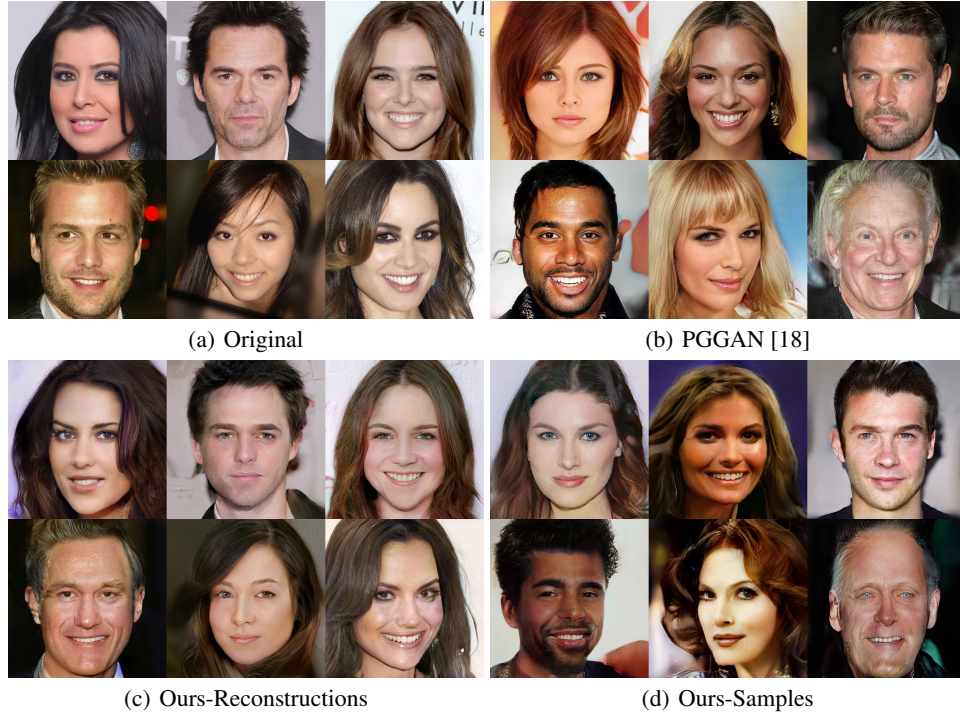 (a) Original
(b) PGGAN [18]
(c) Ours-Reconstructions
(d) Ours-Samples